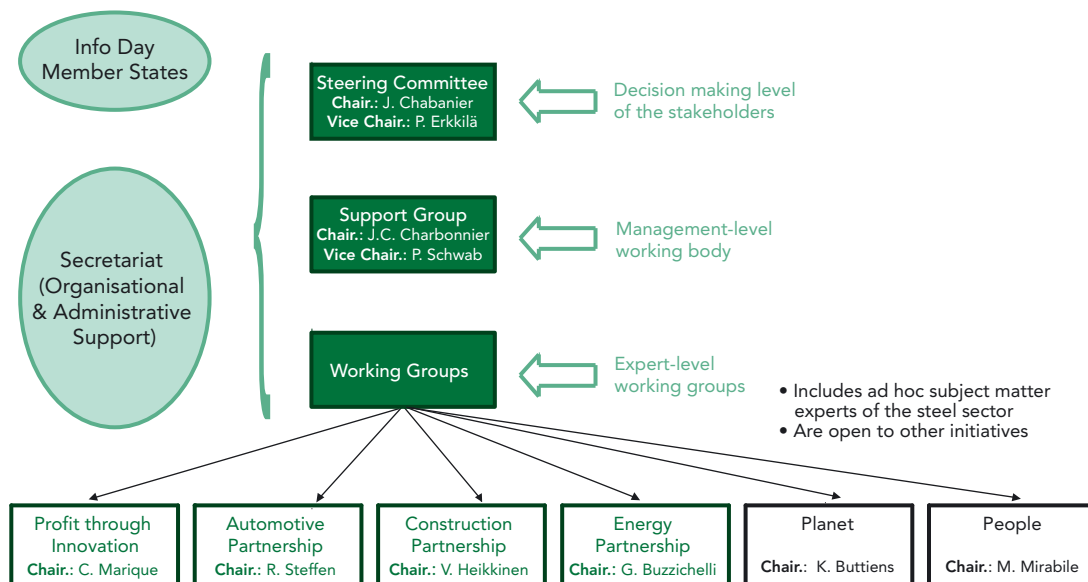 Info Day
Member States
Secretariat
(Organisational
& Administrative
Support)
Steering Committee
Chair.: J. Chabanier
Vice Chair.: P. Erkkilä
Decision making level
of the stakeholders
Support Group
Chair.: J.C. Charbonnier
Vice Chair.: P. Schwab
Management-level
working body
Working Groups
Expert-level
working groups
• Includes ad hoc subject matter
experts of the steel sector
• Are open to other initiatives
Profit through
Innovation
Chair.: C. Marique
Automotive
Partnership
Chair.: R. Steffen
Construction
Partnership
Chair.: V. Heikkinen
Energy
Partnership
Chair.: G. Buzzichelli
Planet
Chair.: K. Buttiens
People
Chair.: M. Mirabile